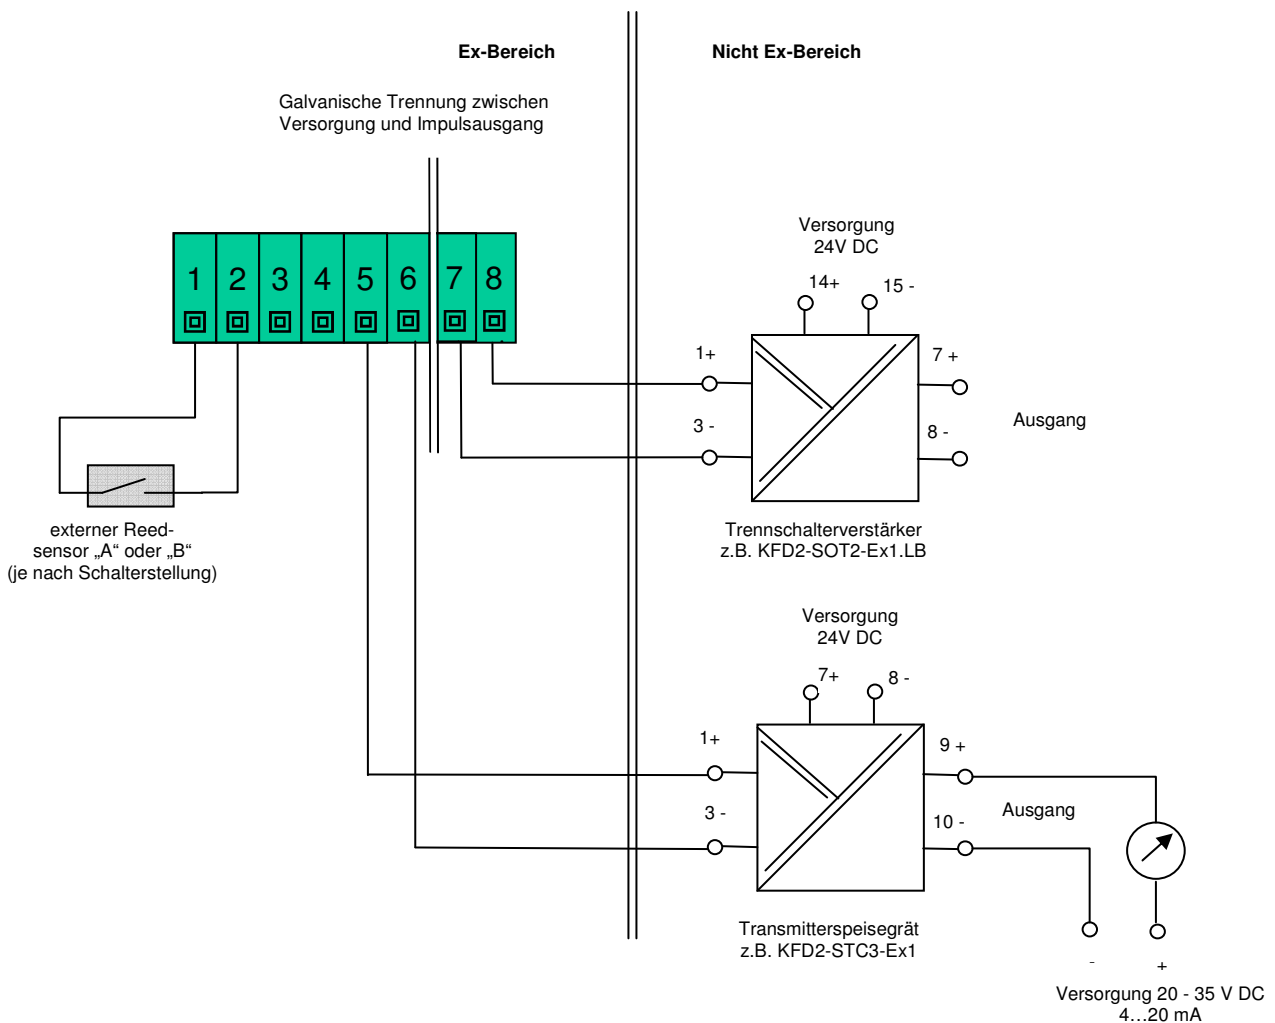 Ex-Bereich
Nicht Ex-Bereich
Galvanische Trennung zwischen
Versorgung und Impulsausgang
1 2 3 4 5 6 7 8
Versorgung
24V DC
14+
15 -
1+
3 -
7 +
8 -
Ausgang
Trennschalterverstärker
z.B. KFD2-SOT2-Ex1.LB
externer Reed-
sensor „A“ oder „B“
(je nach Schalterstellung)
Versorgung
24V DC
7+
8 -
1+
3 -
9 +
10 -
Ausgang
Transmitterspeisegrät
z.B. KFD2-STC3-Ex1
-
+
Versorgung 20 - 35 V DC
4…20 mA